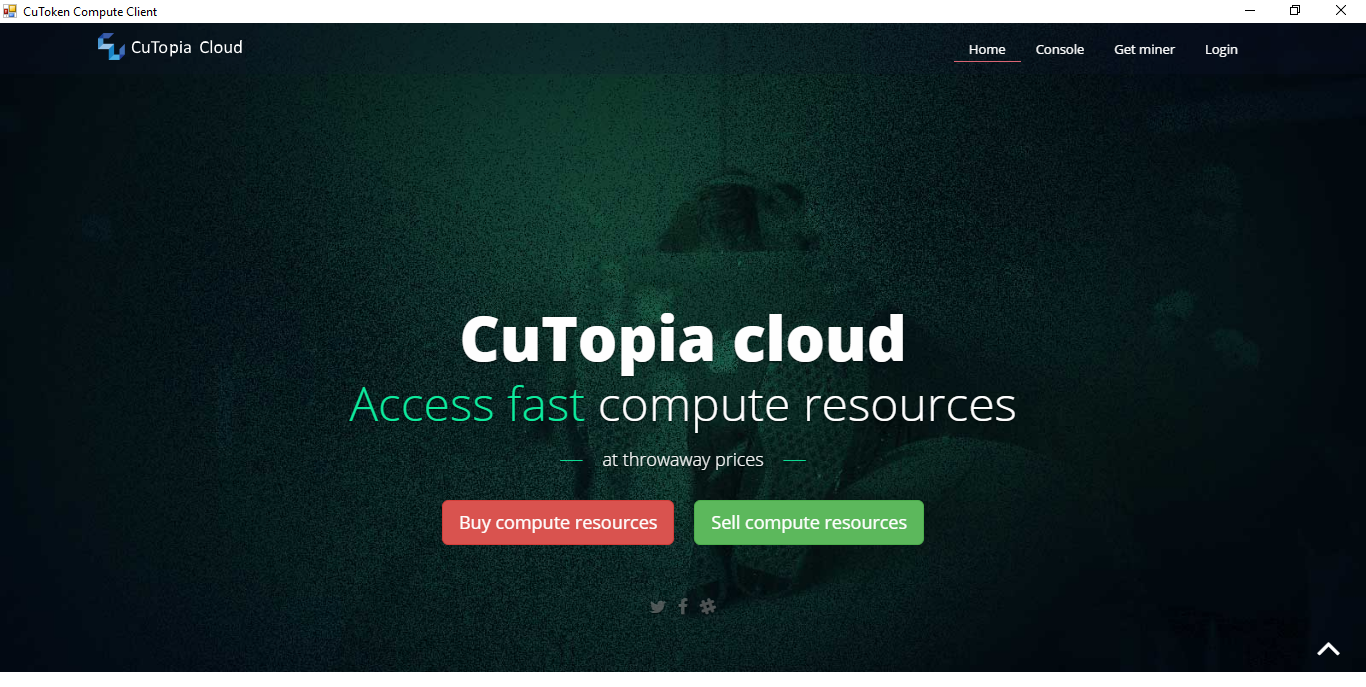 CuToken Compute Client
CuTopia Cloud
Home Console Get miner Login
CuTopia cloud
Access fast compute resources
at throwaway prices
Buy compute resources Sell compute resources